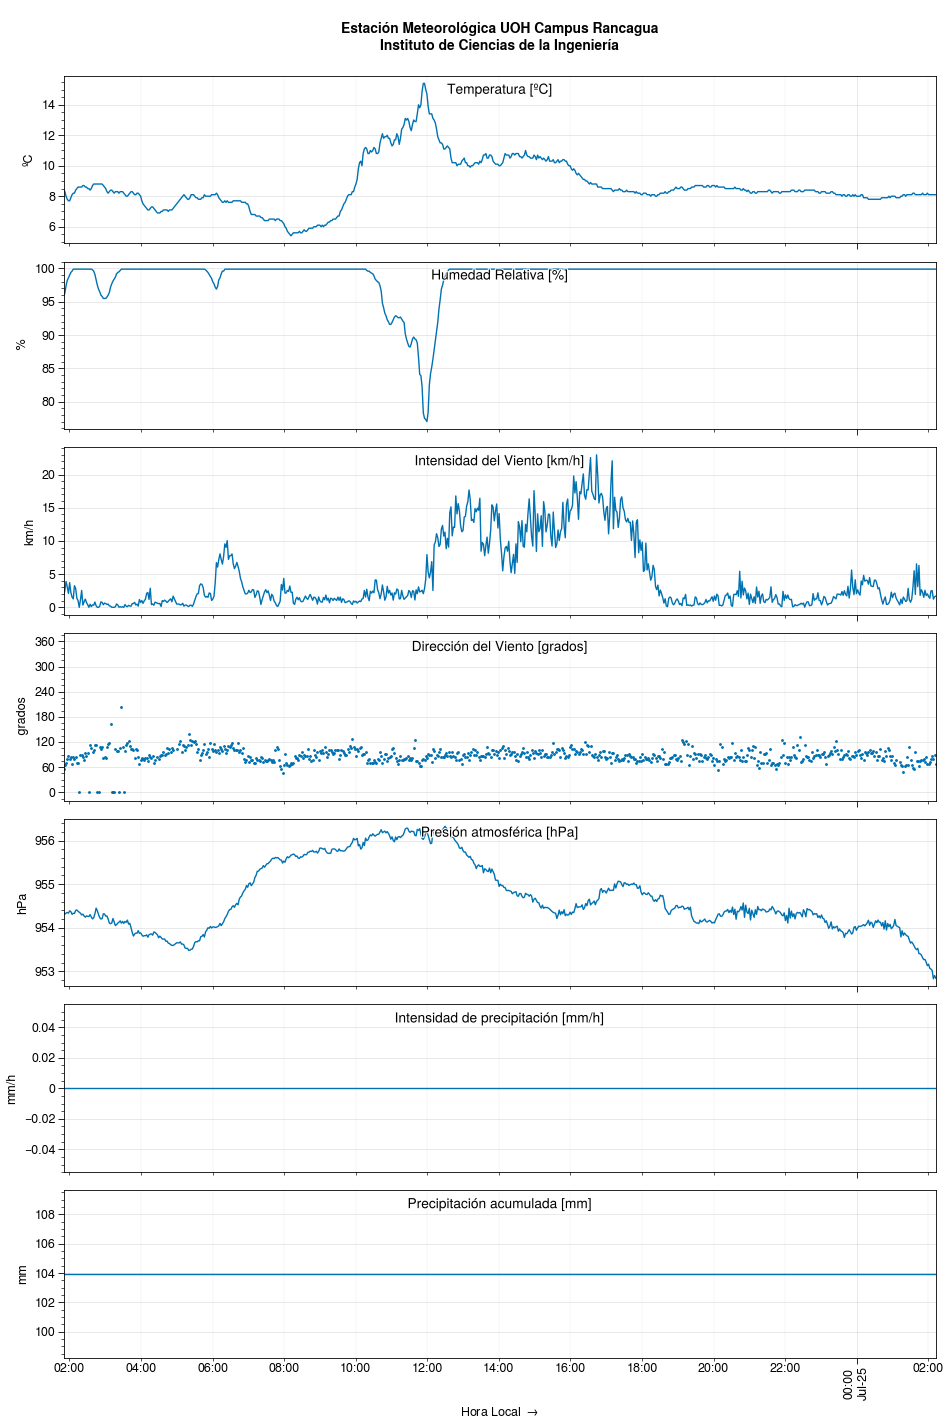 Estación Meteorológica UOH Campus Rancagua
Instituto de Ciencias de la Ingeniería
Temperatura [ºC]
ºC
14
12
10
8
6
Humedad Relativa [%]
%
100
95
90
85
80
Intensidad del Viento [km/h]
km/h
20
15
10
5
0
Dirección del Viento [grados]
grados
360
300
240
180
120
60
0
Presión atmosférica [hPa]
hPa
956
955
954
953
Intensidad de precipitación [mm/h]
mm/h
0.04
0.02
0
−0.02
−0.04
Precipitación acumulada [mm]
mm
108
106
104
102
100
02:00 04:00 06:00 08:00 10:00 12:00 14:00 16:00 18:00 20:00 22:00 00:00 02:00
Jul-25
Hora Local →